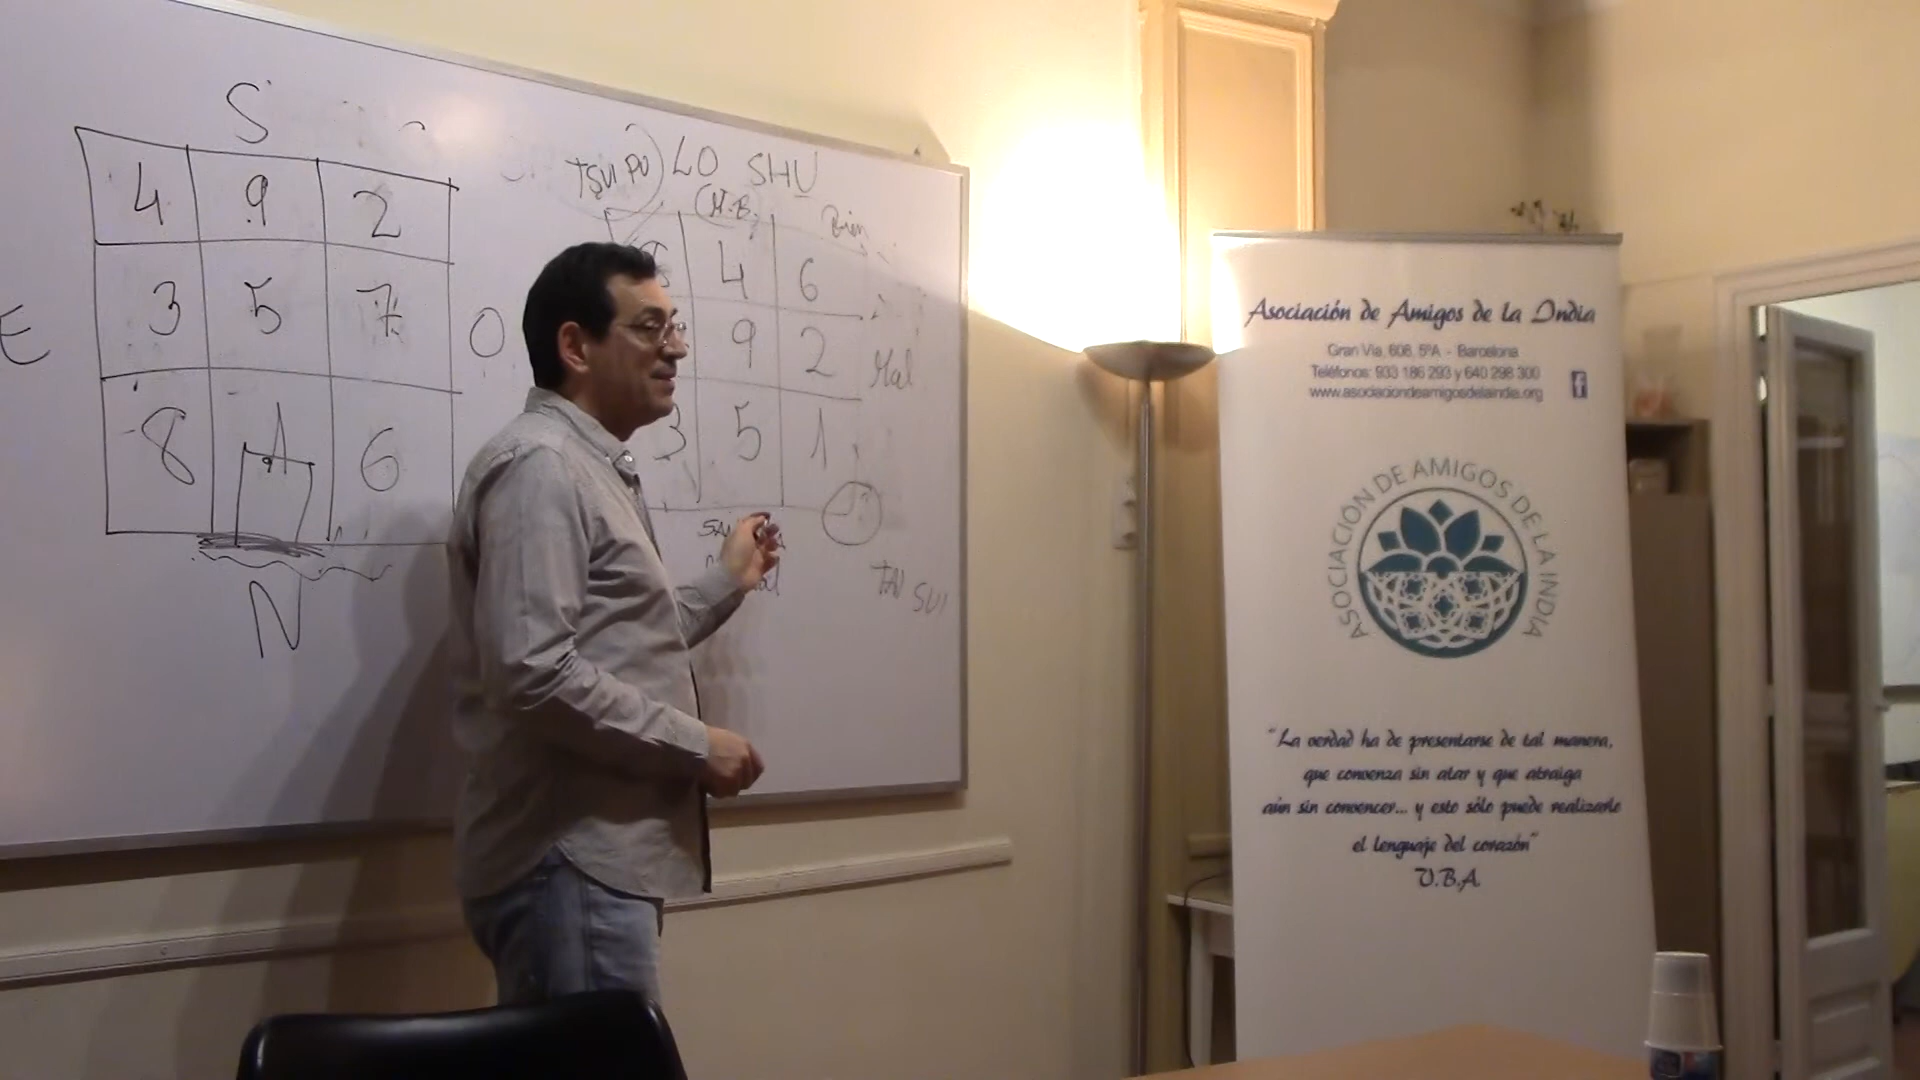 S
4 9 2
E 3 5 7 O
8 1 6
N
TSUI PO LO SHU
(M.B.) Bien
4 6
9 2 Mal
3 5 1
TAI SUI
Asociación de Amigos de la India
Gran Vía, 608, 5ºA - Barcelona
Teléfonos: 933 186 293 y 640 298 300
www.asociaciondeamigosdelaindia.org
f
ASOCIACIÓN DE AMIGOS DE LA INDIA
"La verdad ha de presentarse de tal manera,
que convenza sin atar y que atraiga
aún sin convencer... y esto sólo puede realizarlo
el lenguaje del corazón"
V.B.A.